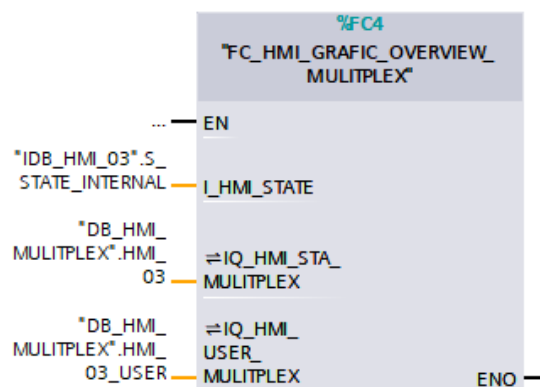 %FC4
"FC_HMI_GRAFIC_OVERVIEW_
MULITPLEX"
... EN
"IDB_HMI_03".S_
STATE_INTERNAL I_HMI_STATE
"DB_HMI_
MULITPLEX".HMI_ ⇌IQ_HMI_STA_
03 MULITPLEX
"DB_HMI_ ⇌IQ_HMI_
MULITPLEX".HMI_ USER_
03_USER MULITPLEX ENO